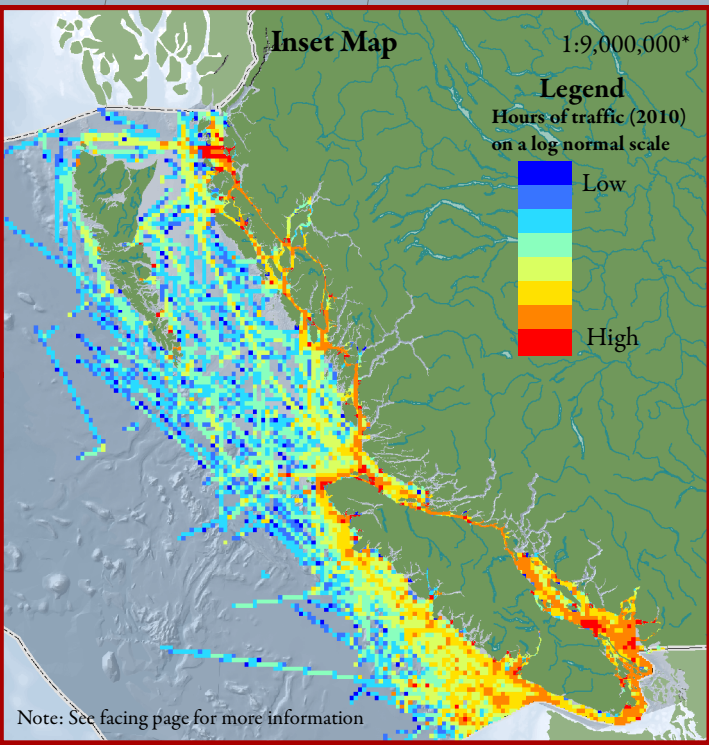 Inset Map
1:9,000,000*
Legend
Hours of traffic (2010)
on a log normal scale
Low
High
Note: See facing page for more information